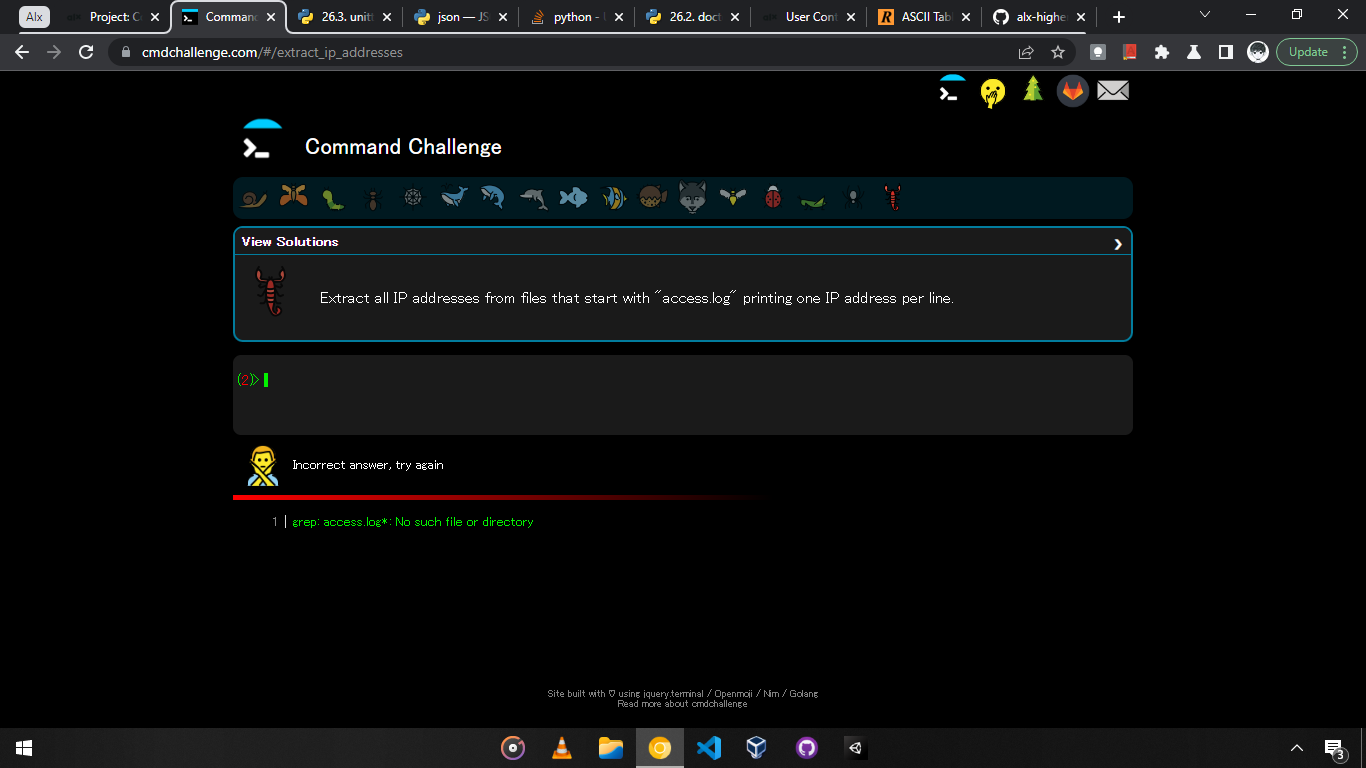 Alx
Project: C
Command
26.3. unitt
json — JS
python -
26.2. doct
User Cont
ASCII Tabl
alx-highe
cmdchallenge.com/#/extract_ip_addresses
Update
Command Challenge
View Solutions
Extract all IP addresses from files that start with "access.log" printing one IP address per line.
(2)>
Incorrect answer, try again
1 | grep: access.log*: No such file or directory
Site built with ♡ using jquery.terminal / Openmoji / Nim / Golang
Read more about cmdchallenge
3